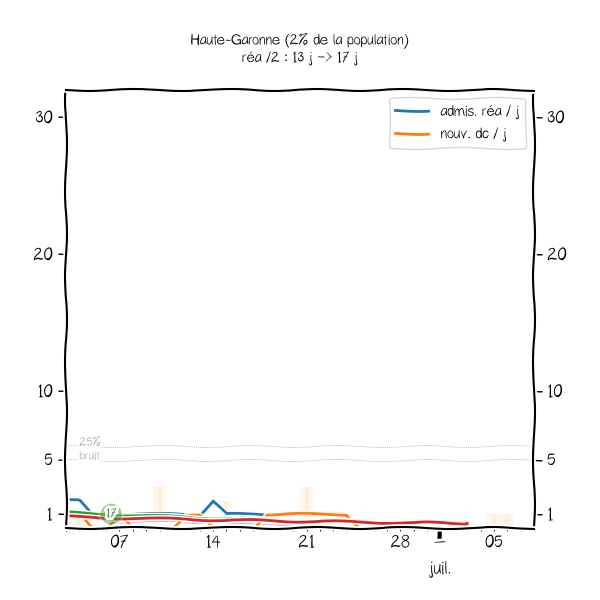 Haute-Garonne (2% de la population)
réa /2 : 13 j -> 17 j
admis. réa / j
nouv. dc / j
30 30
20 20
10 10
25%
5 bruit 5
1 17 1
07 14 21 28 1 05
juil.